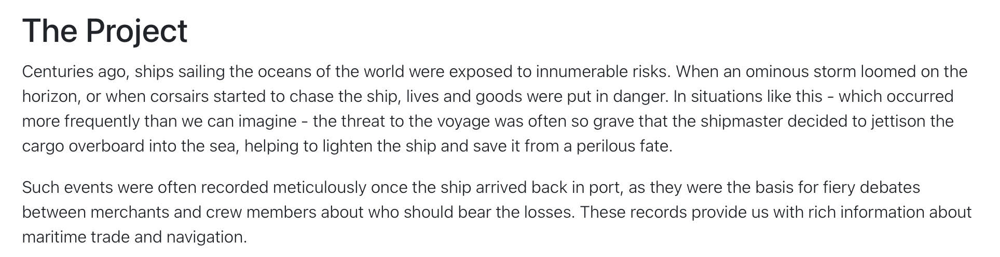 The Project
Centuries ago, ships sailing the oceans of the world were exposed to innumerable risks. When an ominous storm loomed on the
horizon, or when corsairs started to chase the ship, lives and goods were put in danger. In situations like this - which occurred
more frequently than we can imagine - the threat to the voyage was often so grave that the shipmaster decided to jettison the
cargo overboard into the sea, helping to lighten the ship and save it from a perilous fate.
Such events were often recorded meticulously once the ship arrived back in port, as they were the basis for fiery debates
between merchants and crew members about who should bear the losses. These records provide us with rich information about
maritime trade and navigation.